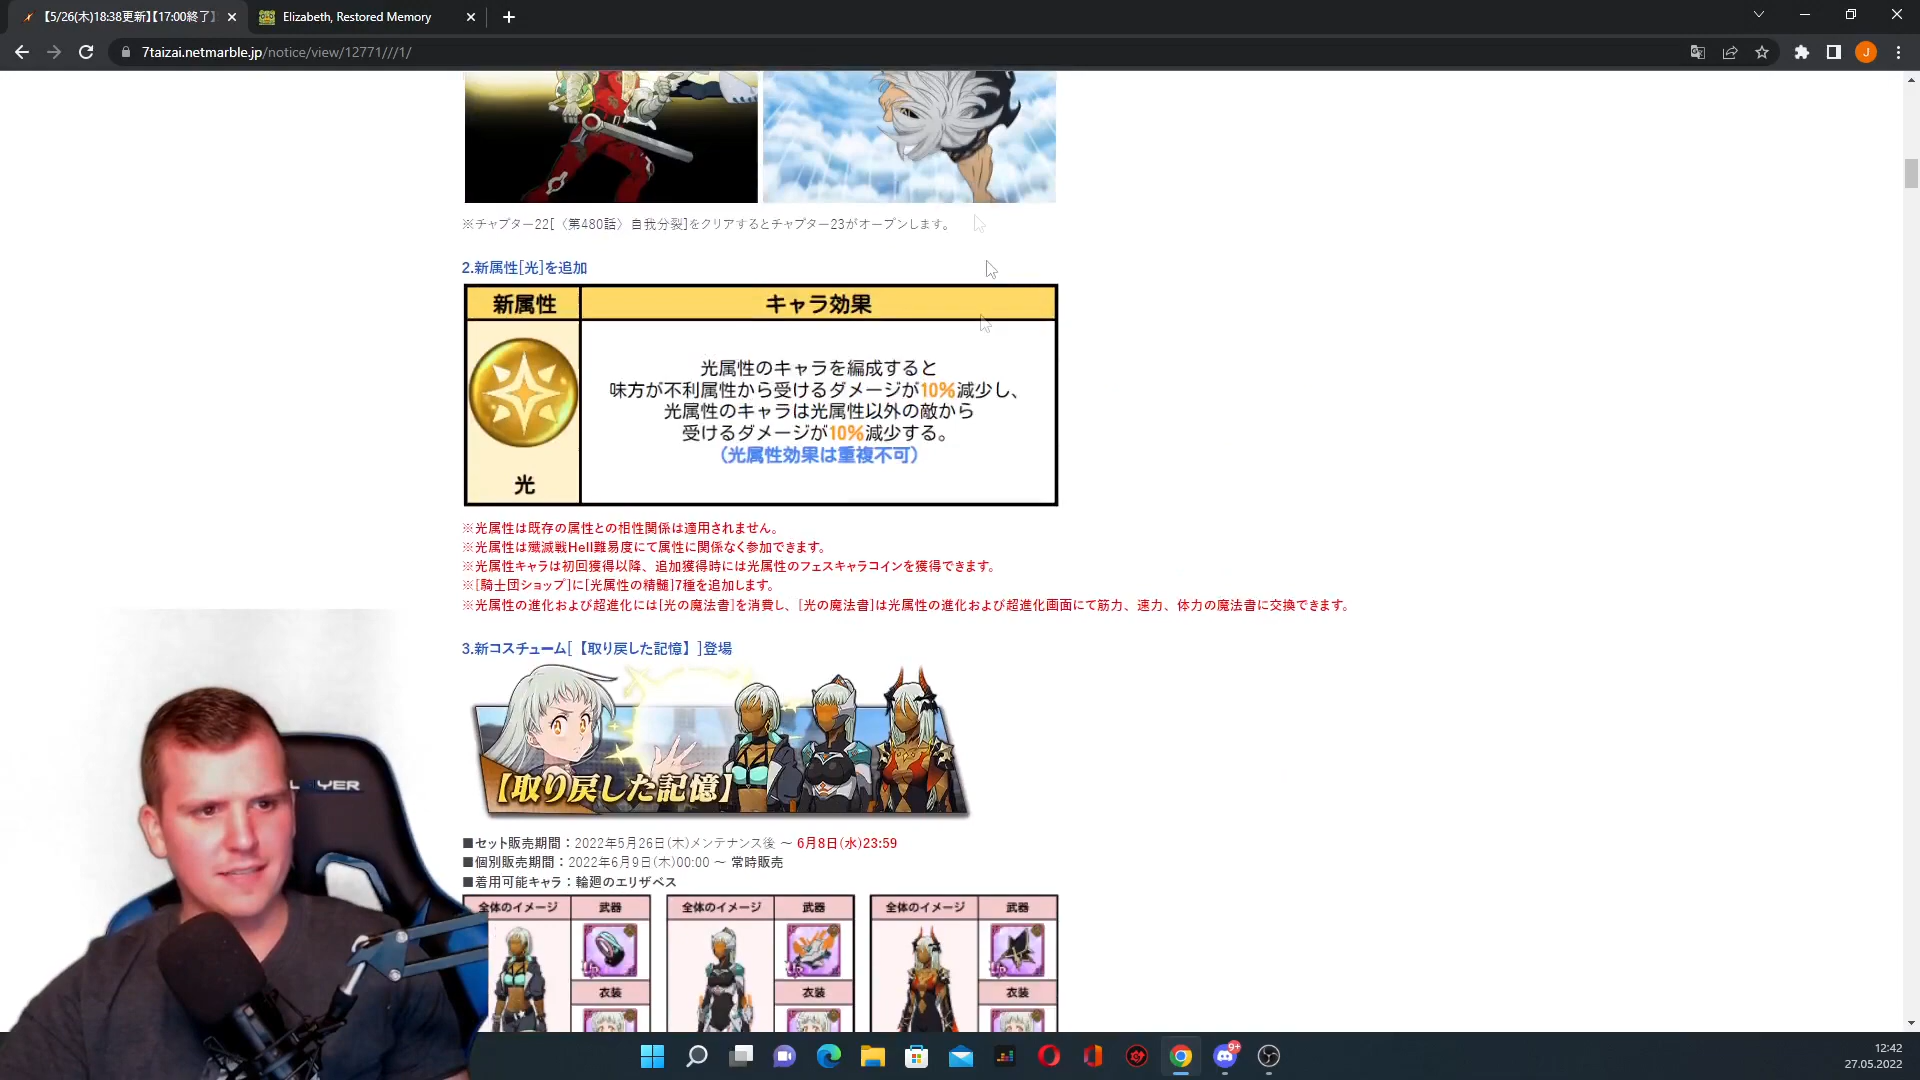 【5/26(木)18:38更新】【17:00終了】
Elizabeth, Restored Memory
7taizai.netmarble.jp/notice/view/12771///1/
J
※チャプター22[〈第480話〉自我分裂]をクリアするとチャプター23がオープンします。
2.新属性[光]を追加
新属性
キャラ効果
光属性のキャラを編成すると
味方が不利属性から受けるダメージが10%減少し、
光属性のキャラは光属性以外の敵から
受けるダメージが10%減少する。
（光属性効果は重複不可）
光
※光属性は既存の属性との相性関係は適用されません。
※光属性は殲滅戦Hell難易度にて属性に関係なく参加できます。
※光属性キャラは初回獲得以降、追加獲得時には光属性のフェスキャラコインを獲得できます。
※[騎士団ショップ]に[光属性の精髄]7種を追加します。
※光属性の進化および超進化には[光の魔法書]を消費し、[光の魔法書]は光属性の進化および超進化画面にて筋力、速力、体力の魔法書に交換できます。
3.新コスチューム[【取り戻した記憶】]登場
【取り戻した記憶】
■セット販売期間：2022年5月26日(木)メンテナンス後 ～ 6月8日(水)23:59
■個別販売期間：2022年6月9日(木)00:00 ～ 常時販売
■着用可能キャラ：輪廻のエリザベス
全体のイメージ 武器 全体のイメージ 武器 全体のイメージ 武器
UR UR UR
衣装 衣装 衣装
YER
9+
12:42
27.05.2022